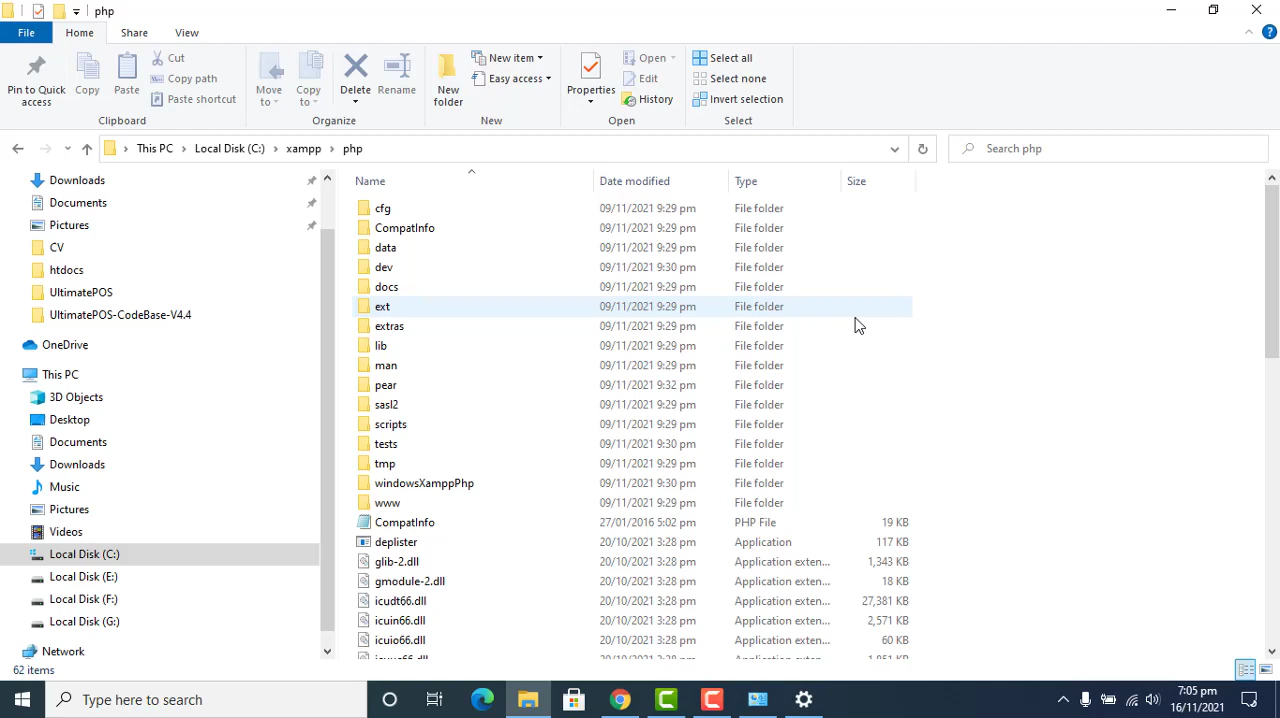 php
File Home Share View
Pin to Quick access
Copy
Paste
Cut
Copy path
Paste shortcut
Clipboard
Move to
Copy to
Delete
Rename
Organize
New folder
New item
Easy access
New
Properties
Open
Edit
History
Open
Select all
Select none
Invert selection
Select
This PC > Local Disk (C:) > xampp > php
Search php
Downloads
Documents
Pictures
CV
htdocs
UltimatePOS
UltimatePOS-CodeBase-V4.4
OneDrive
This PC
3D Objects
Desktop
Documents
Downloads
Music
Pictures
Videos
Local Disk (C:)
Local Disk (E:)
Local Disk (F:)
Local Disk (G:)
Network
Name Date modified Type Size
cfg 09/11/2021 9:29 pm File folder
CompatInfo 09/11/2021 9:29 pm File folder
data 09/11/2021 9:29 pm File folder
dev 09/11/2021 9:30 pm File folder
docs 09/11/2021 9:29 pm File folder
ext 09/11/2021 9:29 pm File folder
extras 09/11/2021 9:29 pm File folder
lib 09/11/2021 9:29 pm File folder
man 09/11/2021 9:29 pm File folder
pear 09/11/2021 9:32 pm File folder
sasl2 09/11/2021 9:29 pm File folder
scripts 09/11/2021 9:29 pm File folder
tests 09/11/2021 9:30 pm File folder
tmp 09/11/2021 9:29 pm File folder
windowsXamppPhp 09/11/2021 9:30 pm File folder
www 09/11/2021 9:29 pm File folder
CompatInfo 27/01/2016 5:02 pm PHP File 19 KB
deplister 20/10/2021 3:28 pm Application 117 KB
glib-2.dll 20/10/2021 3:28 pm Application exten... 1,343 KB
gmodule-2.dll 20/10/2021 3:28 pm Application exten... 18 KB
icudt66.dll 20/10/2021 3:28 pm Application exten... 27,381 KB
icuin66.dll 20/10/2021 3:28 pm Application exten... 2,571 KB
icuio66.dll 20/10/2021 3:28 pm Application exten... 60 KB
62 items
Type here to search
7:05 pm
16/11/2021